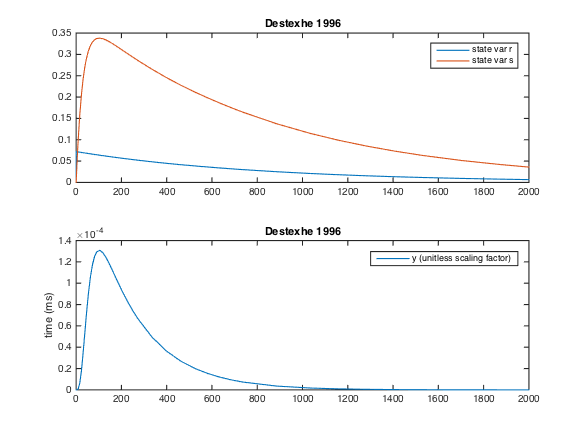 Destexhe 1996
0.35
0.3
0.25
0.2
0.15
0.1
0.05
0
state var r
state var s
0 200 400 600 800 1000 1200 1400 1600 1800 2000
Destexhe 1996
×10⁻⁴
1.4
1.2
1
0.8
0.6
0.4
0.2
0
time (ms)
y (unitless scaling factor)
0 200 400 600 800 1000 1200 1400 1600 1800 2000